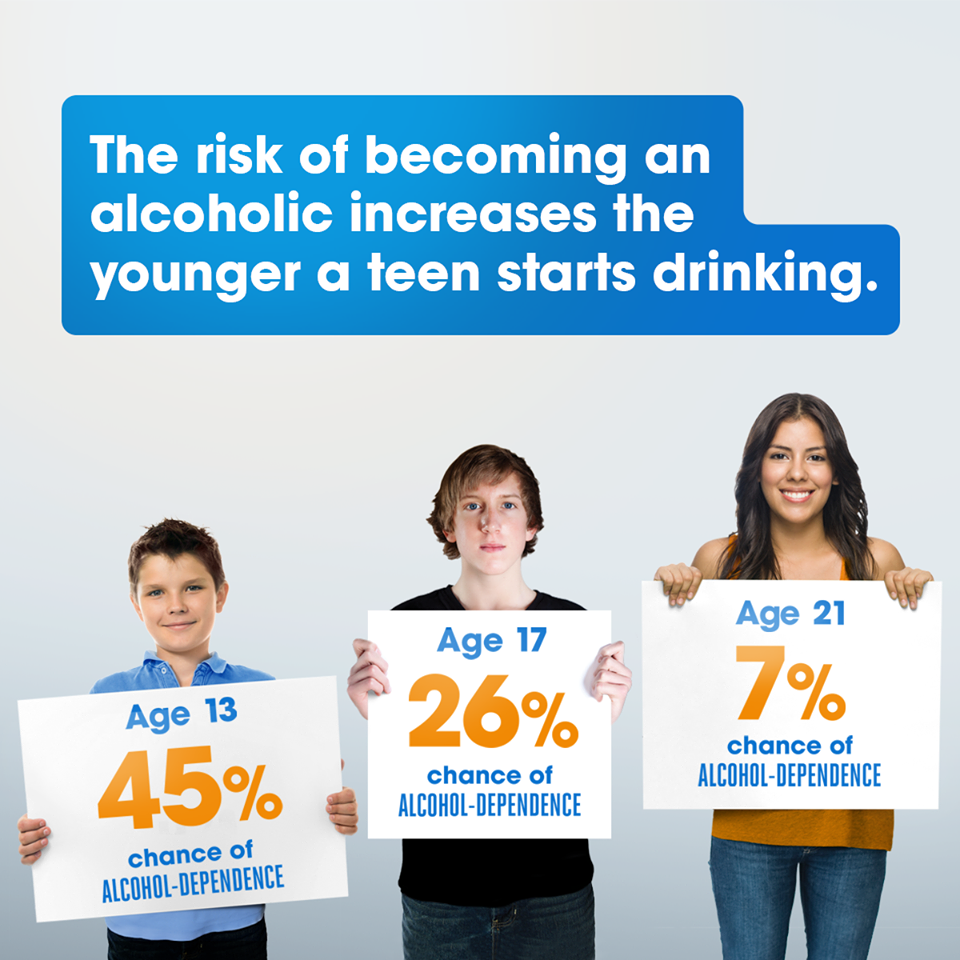 The risk of becoming an
alcoholic increases the
younger a teen starts drinking.
Age 13
45%
chance of
ALCOHOL-DEPENDENCE
Age 17
26%
chance of
ALCOHOL-DEPENDENCE
Age 21
7%
chance of
ALCOHOL-DEPENDENCE